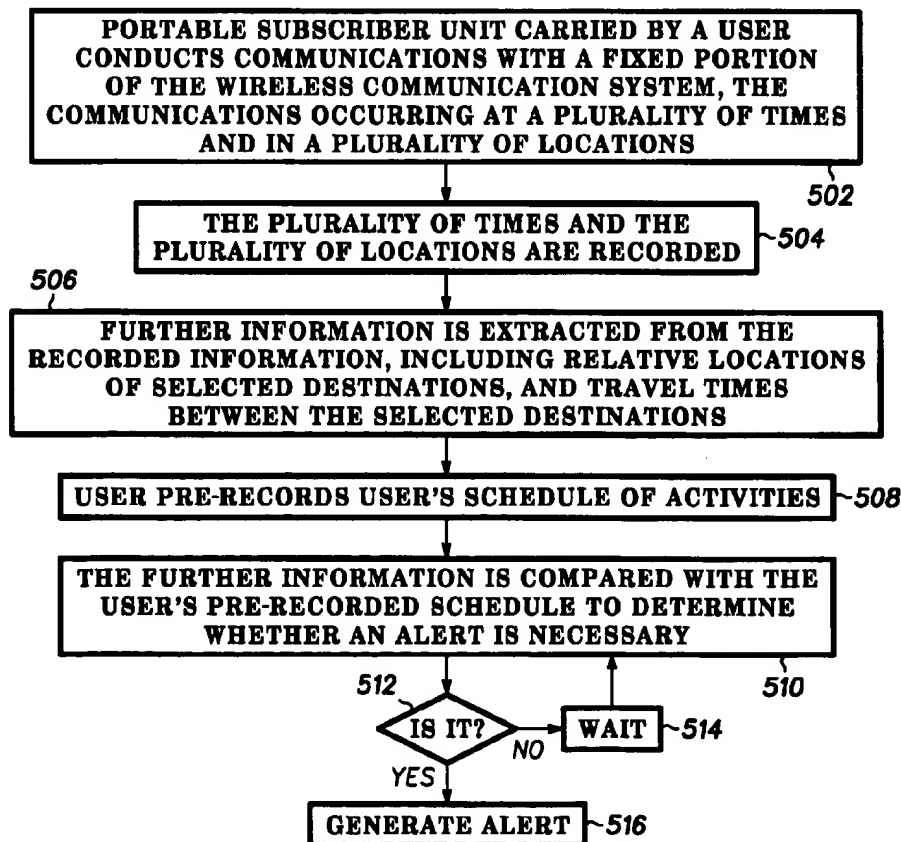 PORTABLE SUBSCRIBER UNIT CARRIED BY A USER
CONDUCTS COMMUNICATIONS WITH A FIXED PORTION
OF THE WIRELESS COMMUNICATION SYSTEM, THE
COMMUNICATIONS OCCURRING AT A PLURALITY OF TIMES
AND IN A PLURALITY OF LOCATIONS
502
THE PLURALITY OF TIMES AND THE
PLURALITY OF LOCATIONS ARE RECORDED
504
506
FURTHER INFORMATION IS EXTRACTED FROM THE
RECORDED INFORMATION, INCLUDING RELATIVE LOCATIONS
OF SELECTED DESTINATIONS, AND TRAVEL TIMES
BETWEEN THE SELECTED DESTINATIONS
USER PRE-RECORDS USER'S SCHEDULE OF ACTIVITIES
508
THE FURTHER INFORMATION IS COMPARED WITH THE
USER'S PRE-RECORDED SCHEDULE TO DETERMINE
WHETHER AN ALERT IS NECESSARY
510
512
IS IT?
NO
WAIT
514
YES
GENERATE ALERT
516